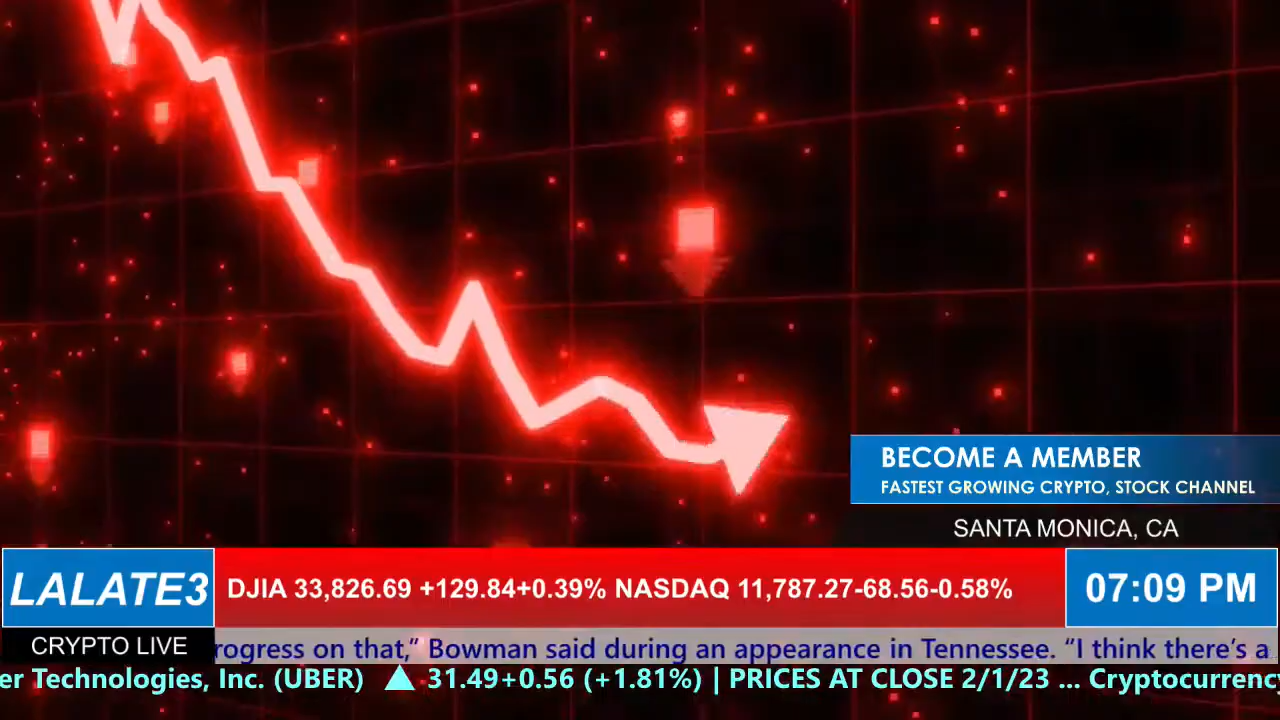 BECOME A MEMBER
FASTEST GROWING CRYPTO, STOCK CHANNEL
SANTA MONICA, CA
LALATE3
DJIA 33,826.69 +129.84+0.39% NASDAQ 11,787.27-68.56-0.58%
07:09 PM
CRYPTO LIVE
rogress on that,” Bowman said during an appearance in Tennessee. “I think there’s a
er Technologies, Inc. (UBER) ▲ 31.49+0.56 (+1.81%) | PRICES AT CLOSE 2/1/23 ... Cryptocurrency